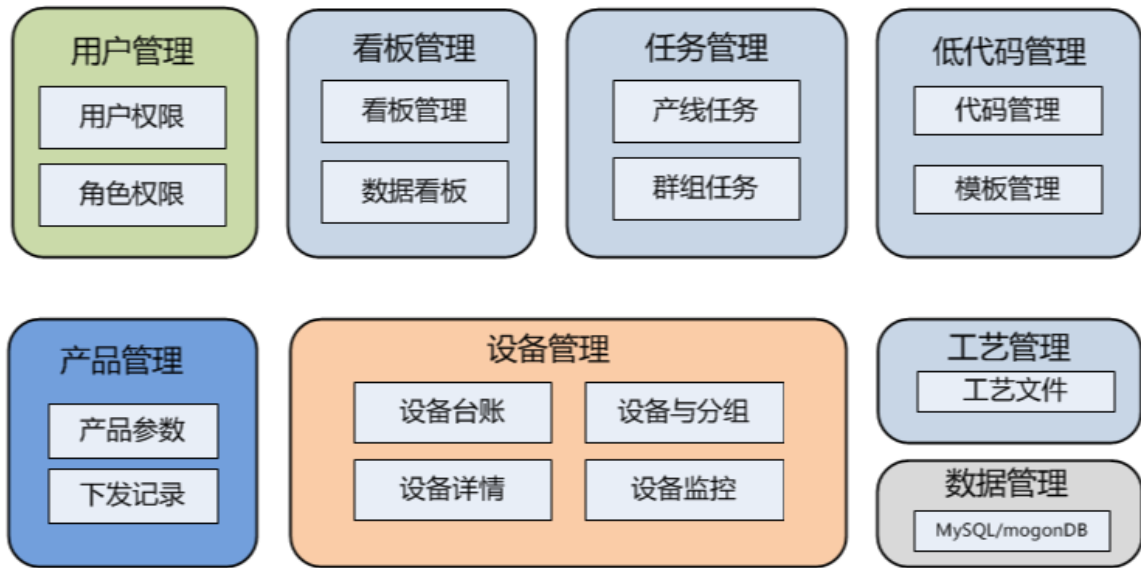 用户管理
用户权限
角色权限
看板管理
看板管理
数据看板
任务管理
产线任务
群组任务
低代码管理
代码管理
模板管理
产品管理
产品参数
下发记录
设备管理
设备台账
设备与分组
设备详情
设备监控
工艺管理
工艺文件
数据管理
MySQL/mogonDB